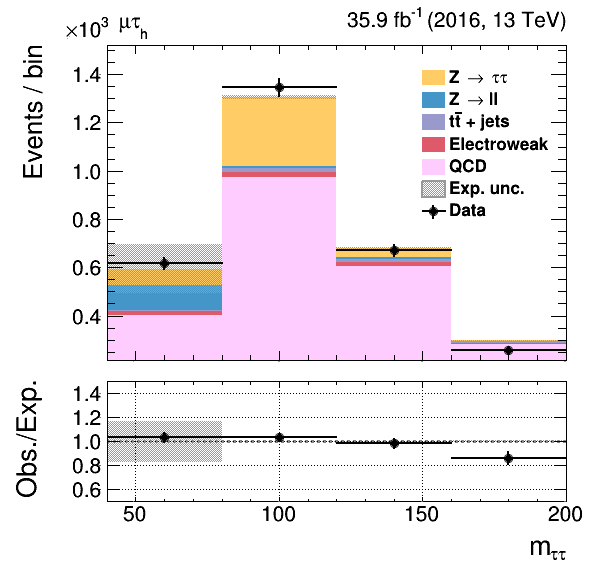 ×10³ μτₕ 35.9 fb⁻¹ (2016, 13 TeV)
Events / bin
1.4
1.2
1.0
0.8
0.6
0.4
Z → ττ
Z → ll
tt̄ + jets
Electroweak
QCD
Exp. unc.
Data
Obs./Exp.
1.4
1.2
1.0
0.8
0.6
50 100 150 200
m_ττ